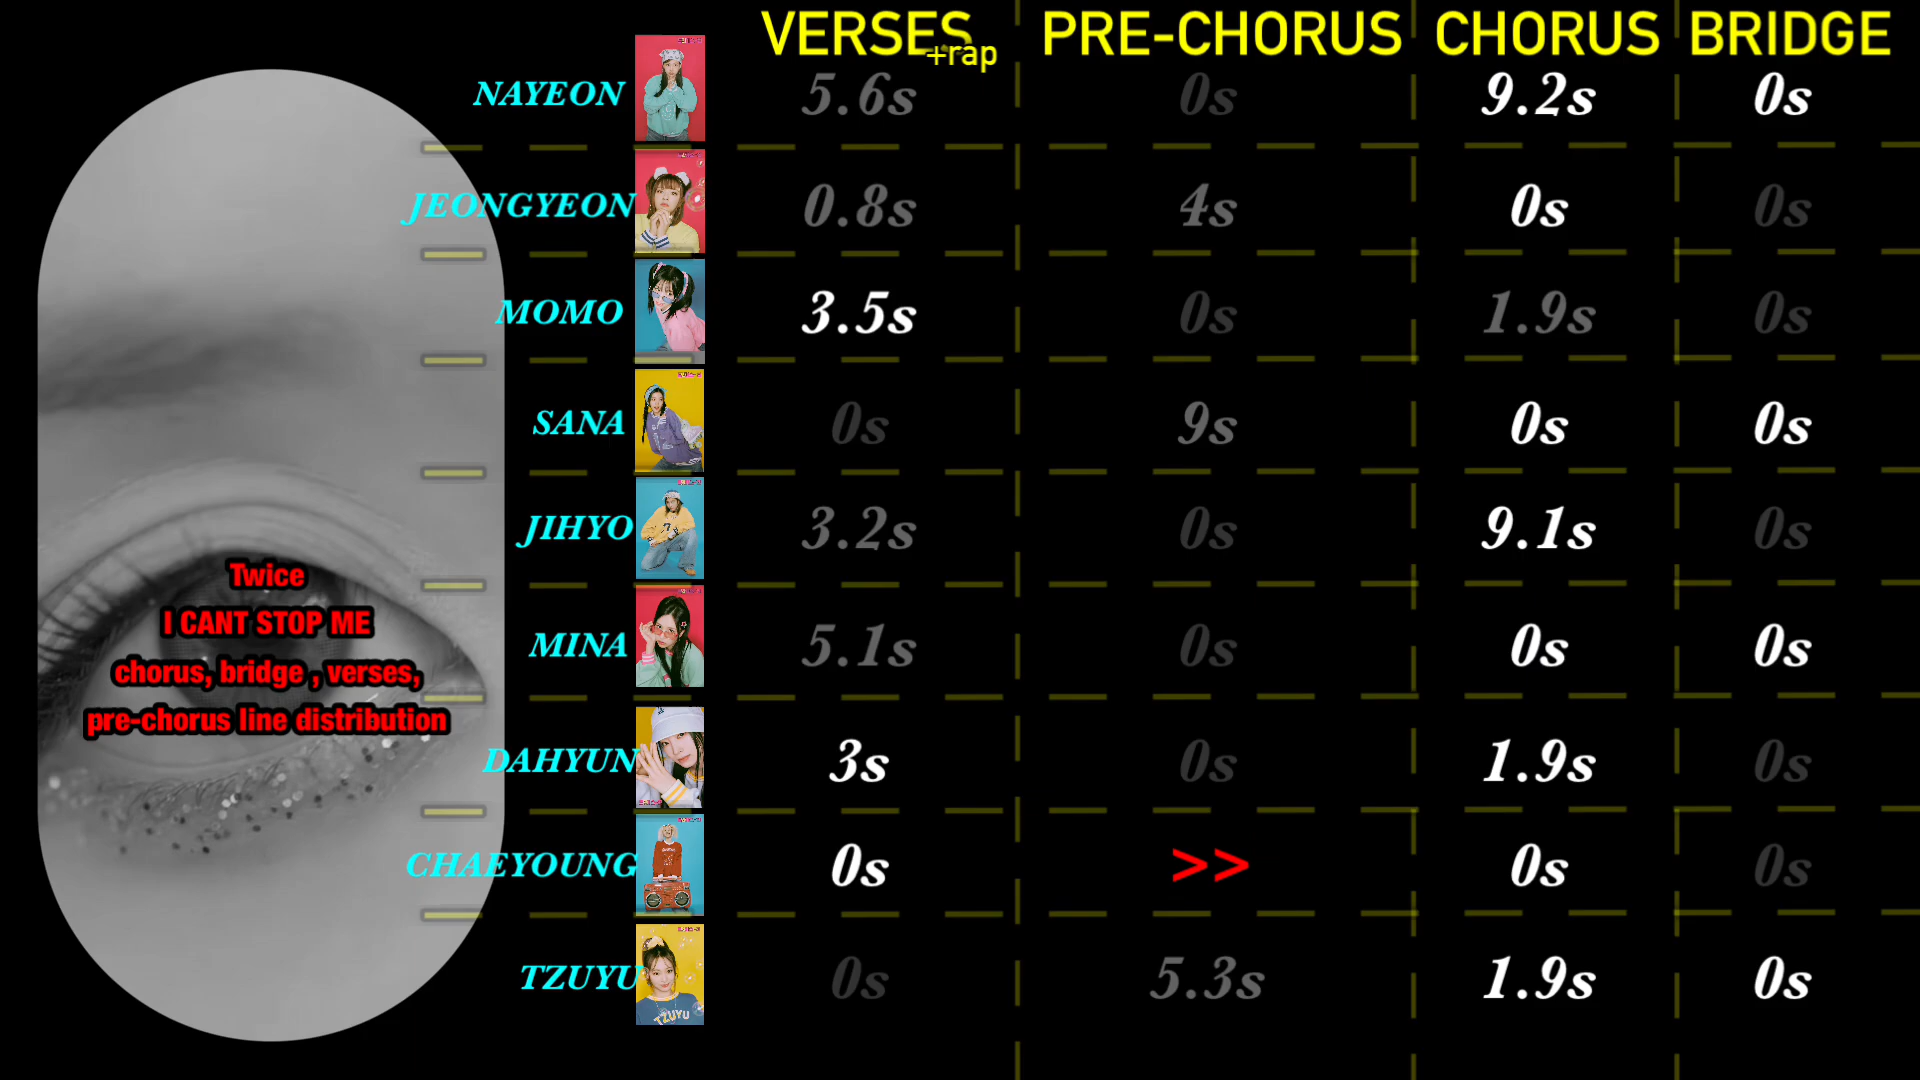 VERSES PRE-CHORUS CHORUS BRIDGE
+rap
NAYEON 5.6s 0s 9.2s 0s
JEONGYEON 0.8s 4s 0s 0s
MOMO 3.5s 0s 1.9s 0s
SANA 0s 9s 0s 0s
JIHYO 3.2s 0s 9.1s 0s
MINA 5.1s 0s 0s 0s
DAHYUN 3s 0s 1.9s 0s
CHAEYOUNG 0s >> 0s 0s
TZUYU 0s 5.3s 1.9s 0s
Twice
I CANT STOP ME
chorus, bridge , verses,
pre-chorus line distribution
TZUYU